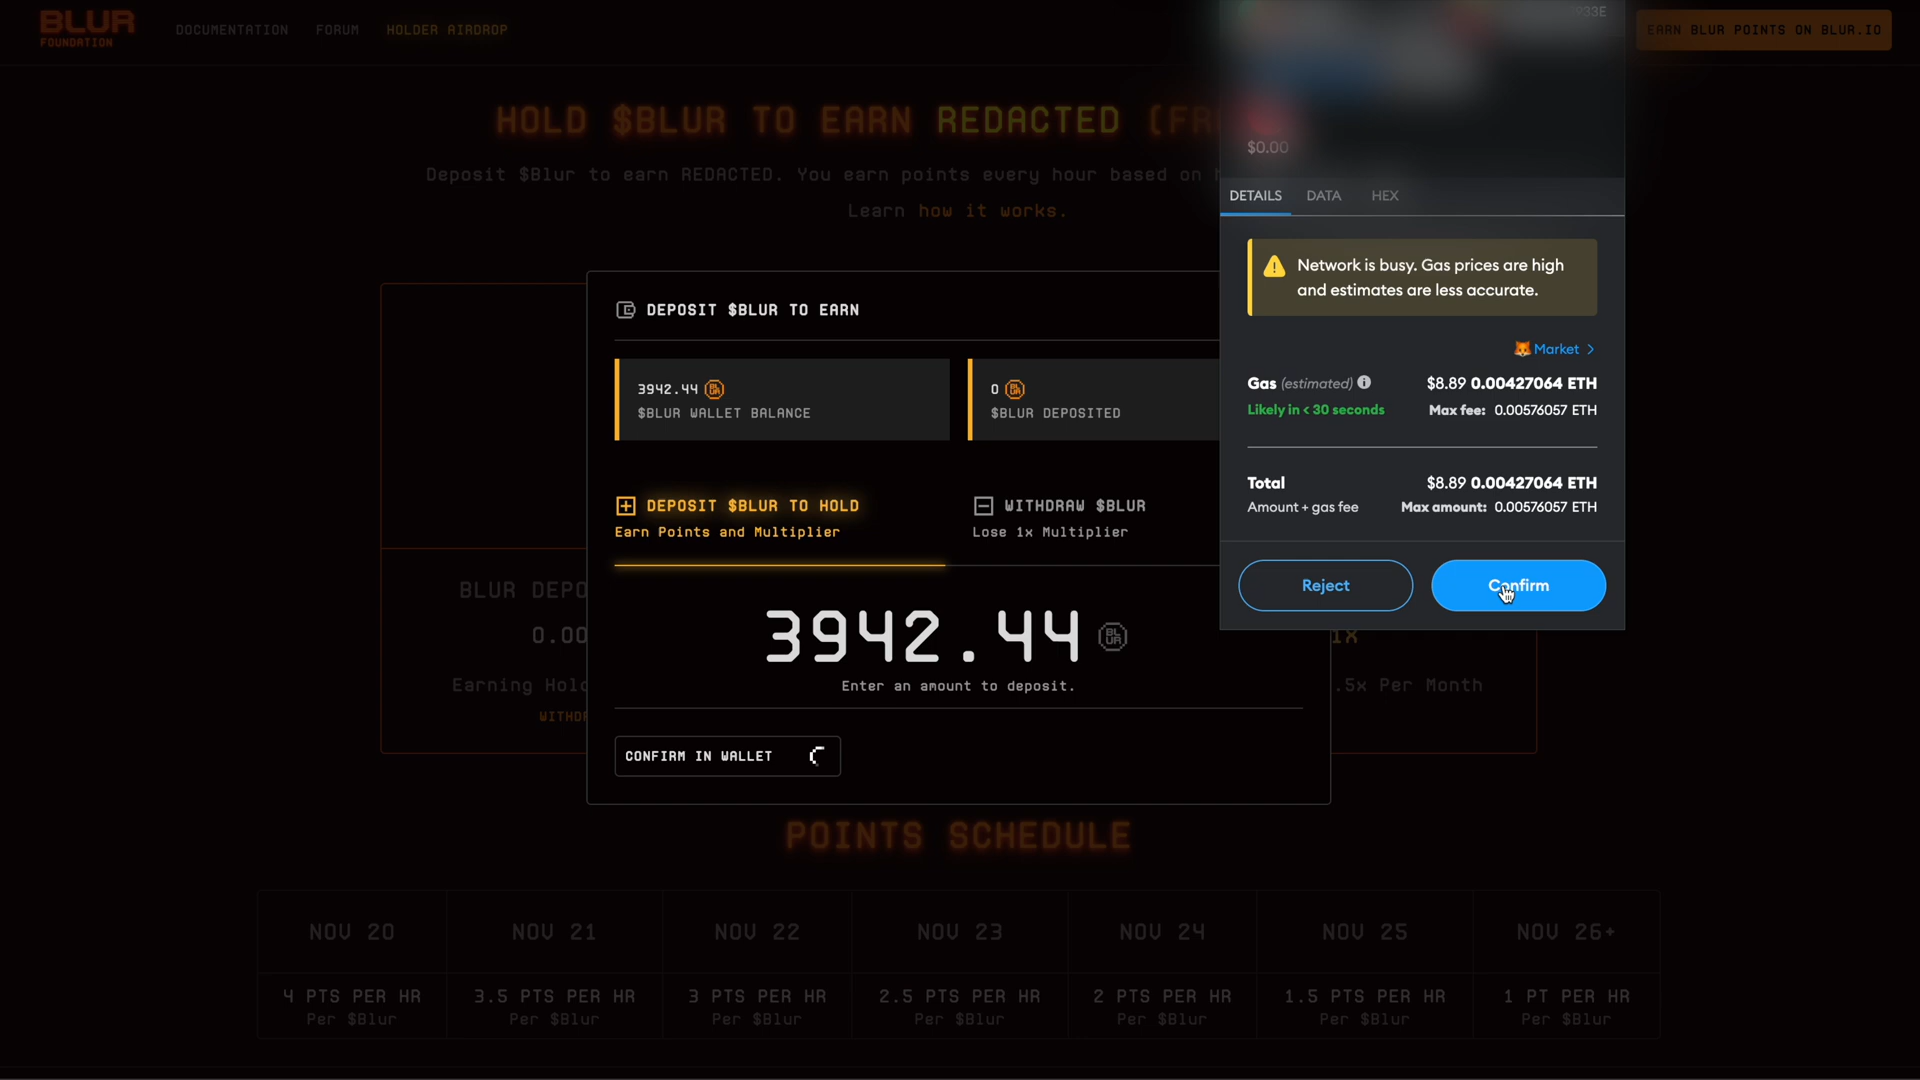 BLUR
FOUNDATION
DOCUMENTATION
FORUM
HOLDER AIRDROP
933E
EARN BLUR POINTS ON BLUR.IO
HOLD $BLUR TO EARN REDACTED (FR
Deposit $Blur to earn REDACTED. You earn points every hour based on
Learn how it works.
$0.00
DETAILS
DATA
HEX
Network is busy. Gas prices are high
and estimates are less accurate.
Market >
Gas (estimated)
$8.89 0.00427064 ETH
Likely in < 30 seconds
Max fee: 0.00576057 ETH
Total
$8.89 0.00427064 ETH
Amount + gas fee
Max amount: 0.00576057 ETH
Reject
Confirm
DEPOSIT $BLUR TO EARN
3942.44
$BLUR WALLET BALANCE
0
$BLUR DEPOSITED
DEPOSIT $BLUR TO HOLD
Earn Points and Multiplier
WITHDRAW $BLUR
Lose 1x Multiplier
3942.44
Enter an amount to deposit.
CONFIRM IN WALLET
BLUR DEPO
0.00
Earning Hol
WITHD
1X
.5x Per Month
POINTS SCHEDULE
NOV 20
NOV 21
NOV 22
NOV 23
NOV 24
NOV 25
NOV 26+
4 PTS PER HR
3.5 PTS PER HR
3 PTS PER HR
2.5 PTS PER HR
2 PTS PER HR
1.5 PTS PER HR
1 PT PER HR
Per $Blur
Per $Blur
Per $Blur
Per $Blur
Per $Blur
Per $Blur
Per $Blur